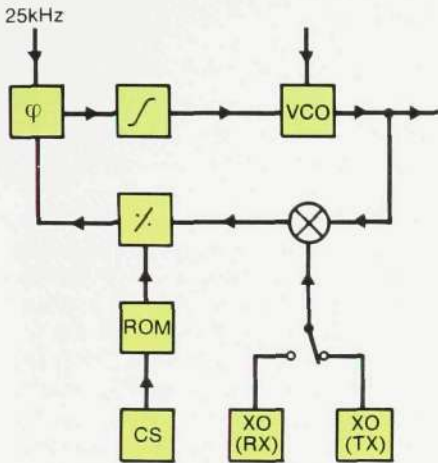 25kHz
φ
∫
VCO
٪
ROM
CS
XO
(RX)
XO
(TX)